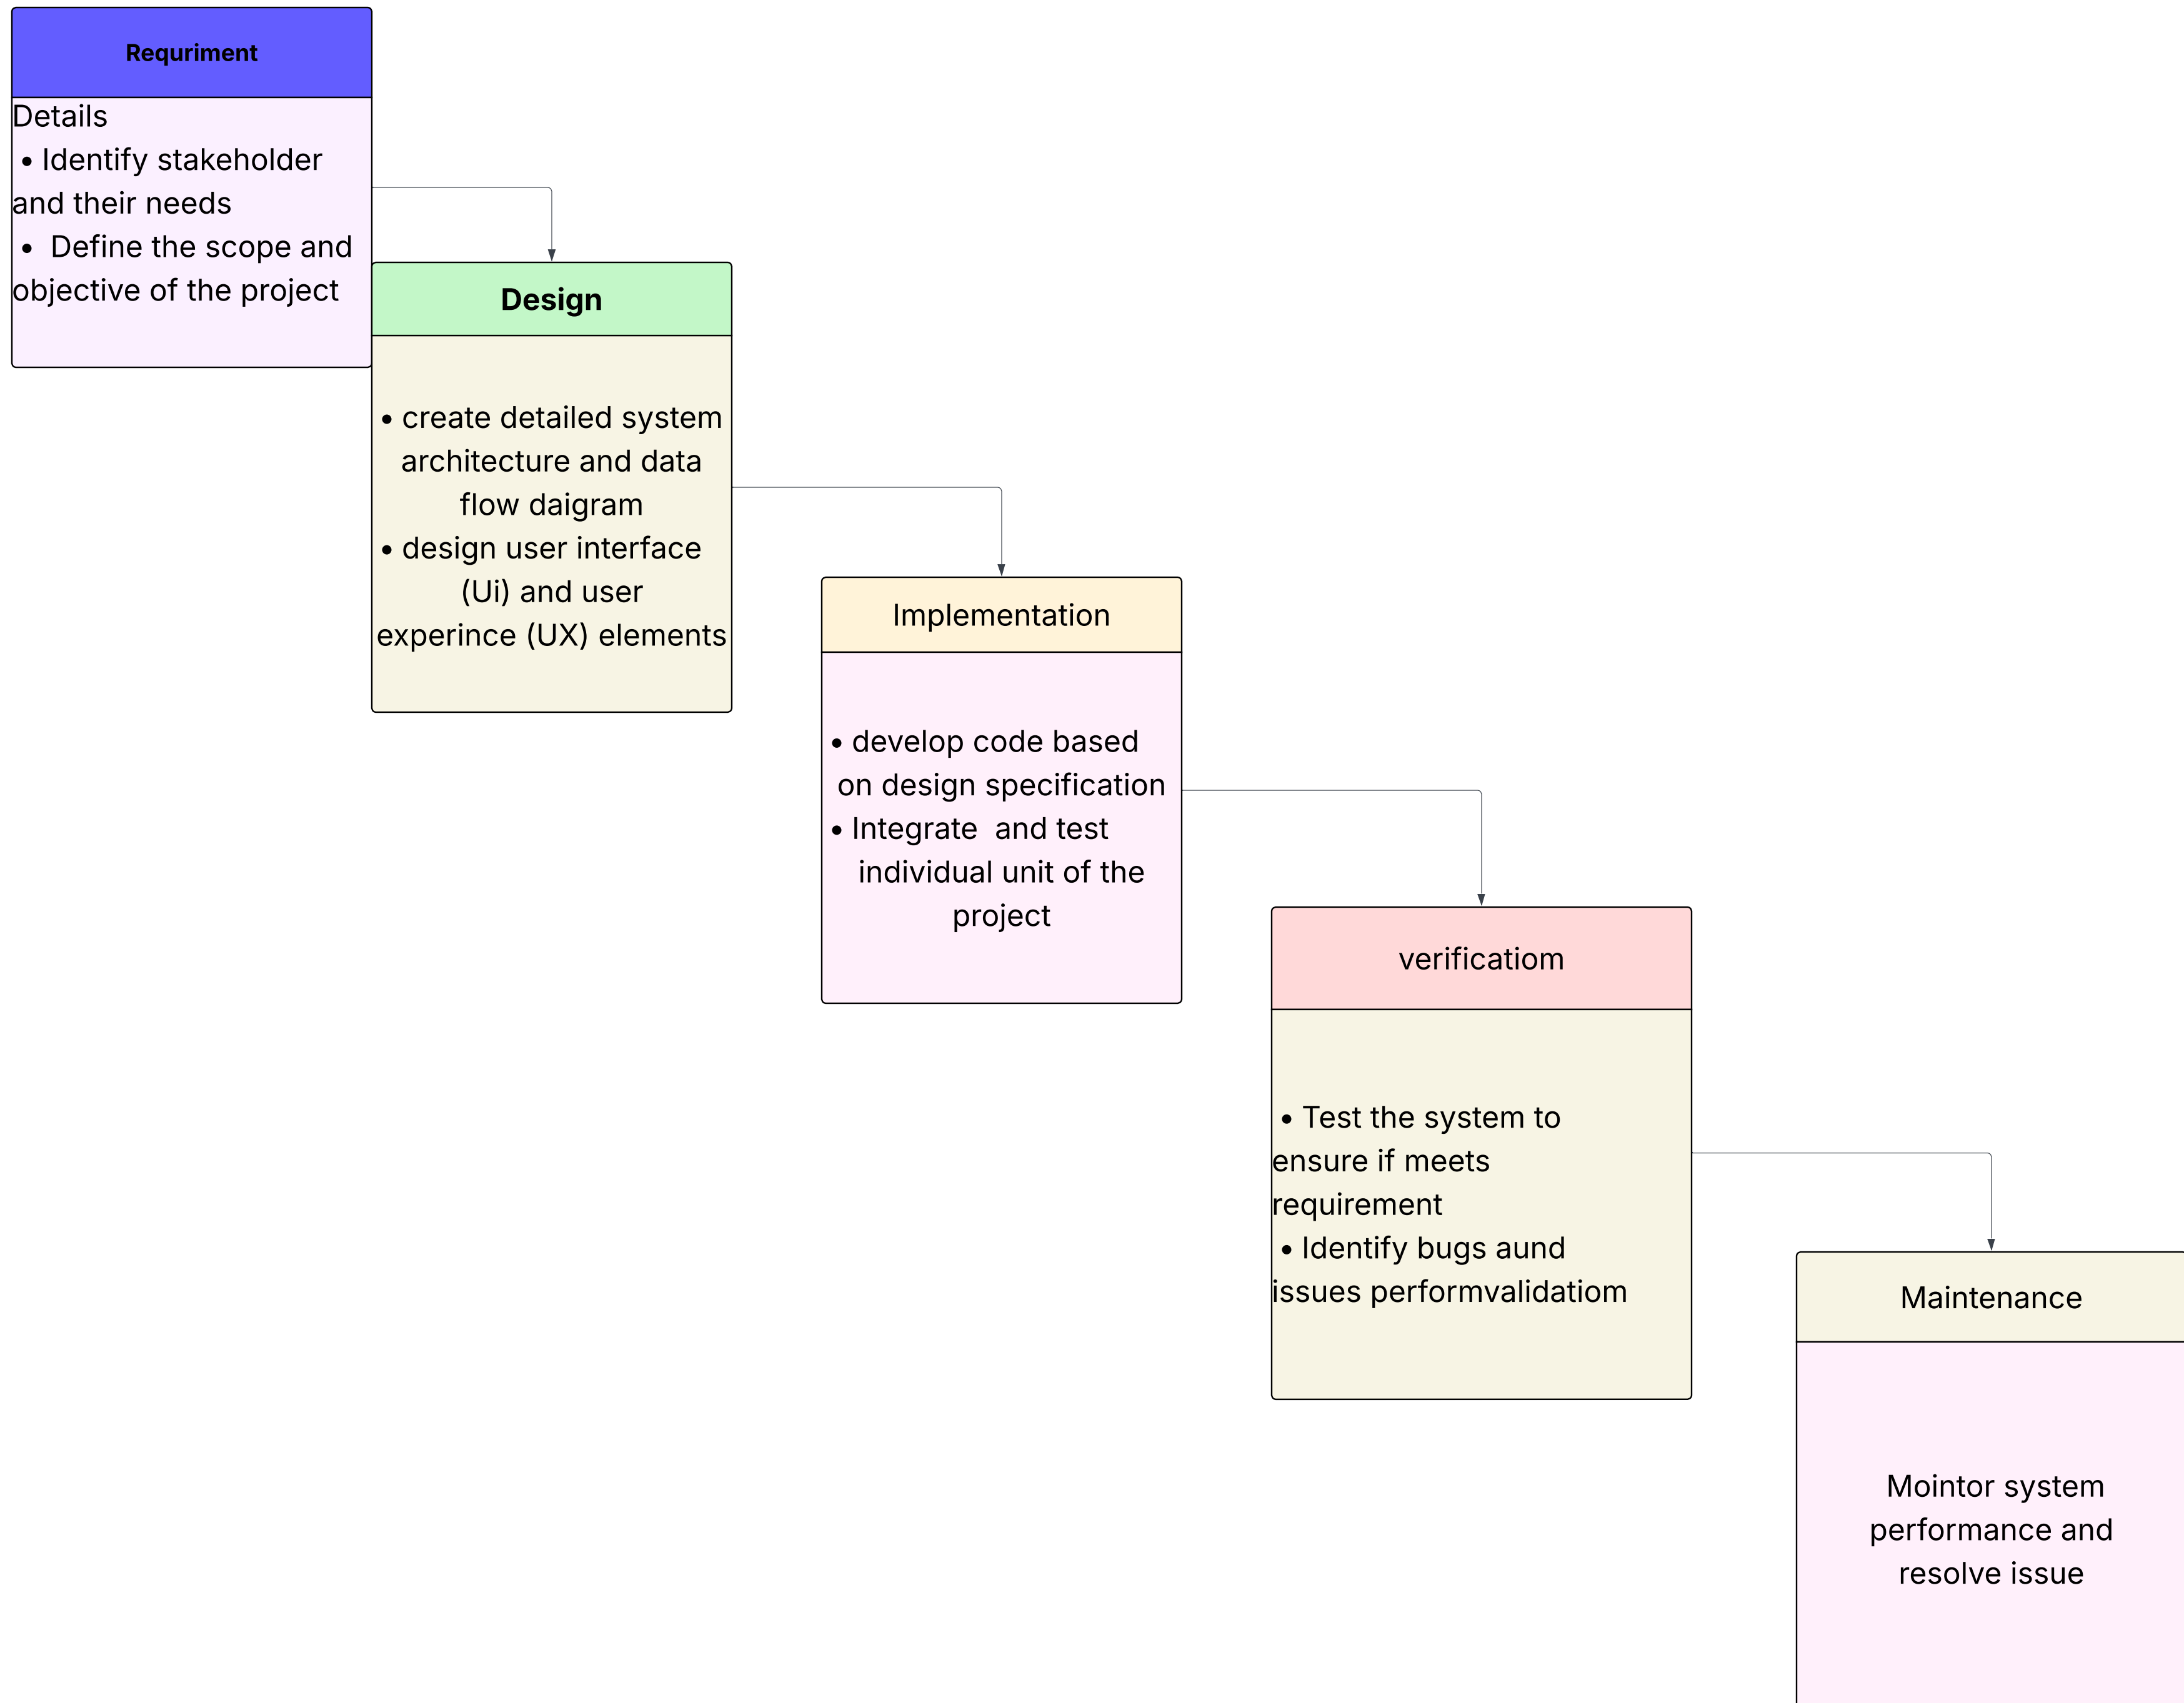 Requriment
Details
• Identify stakeholder
and their needs
•  Define the scope and
objective of the project
Design
• create detailed system
architecture and data
flow daigram
• design user interface
(Ui) and user
experince (UX) elements
Implementation
• develop code based
on design specification
• Integrate  and test
individual unit of the
project
verificatiom
• Test the system to
ensure if meets
requirement
• Identify bugs aund
issues performvalidatiom
Maintenance
Mointor system
performance and
resolve issue